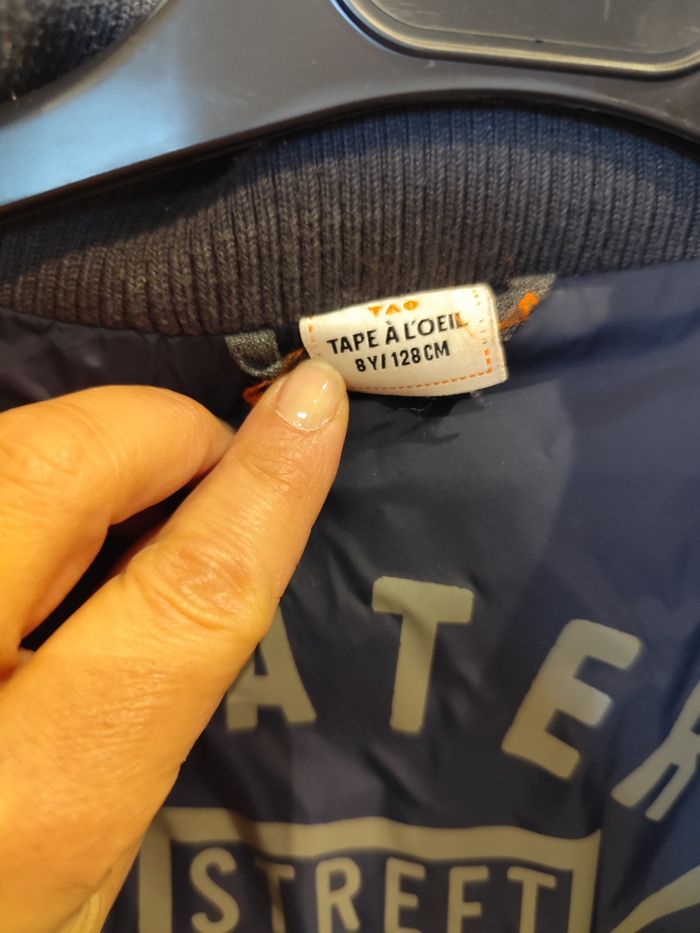 TAO
TAPE À L'OEIL
8Y/128CM
ATER
STREET